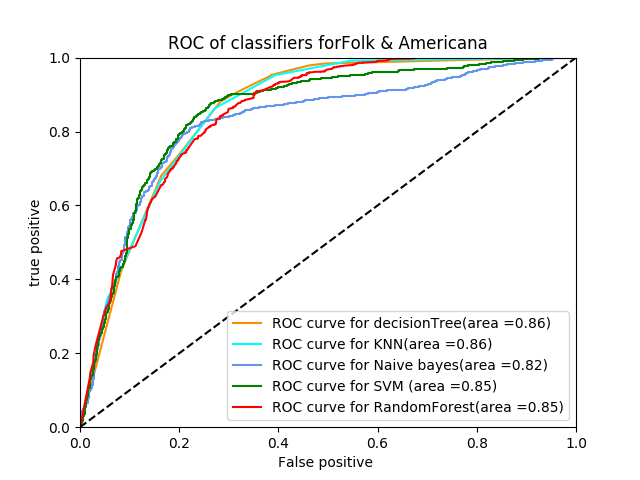 ROC of classifiers forFolk & Americana
true positive
1.0
0.8
0.6
0.4
0.2
0.0
ROC curve for decisionTree(area =0.86)
ROC curve for KNN(area =0.86)
ROC curve for Naive bayes(area =0.82)
ROC curve for SVM (area =0.85)
ROC curve for RandomForest(area =0.85)
0.0 0.2 0.4 0.6 0.8 1.0
False positive